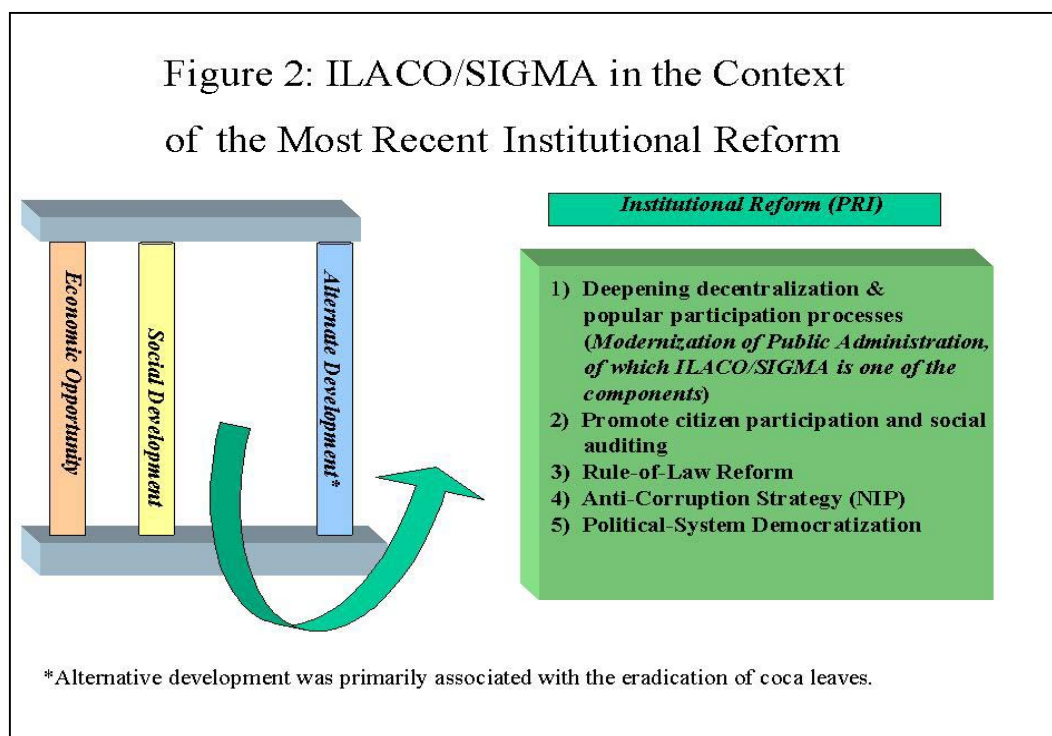 Figure 2: ILACO/SIGMA in the Context
of the Most Recent Institutional Reform
Economic Opportunity
Social Development
Alternate Development*
Institutional Reform (PRI)
1) Deepening decentralization &
popular participation processes
(Modernization of Public Administration,
of which ILACO/SIGMA is one of the
components)
2) Promote citizen participation and social
auditing
3) Rule-of-Law Reform
4) Anti-Corruption Strategy (NIP)
5) Political-System Democratization
*Alternative development was primarily associated with the eradication of coca leaves.